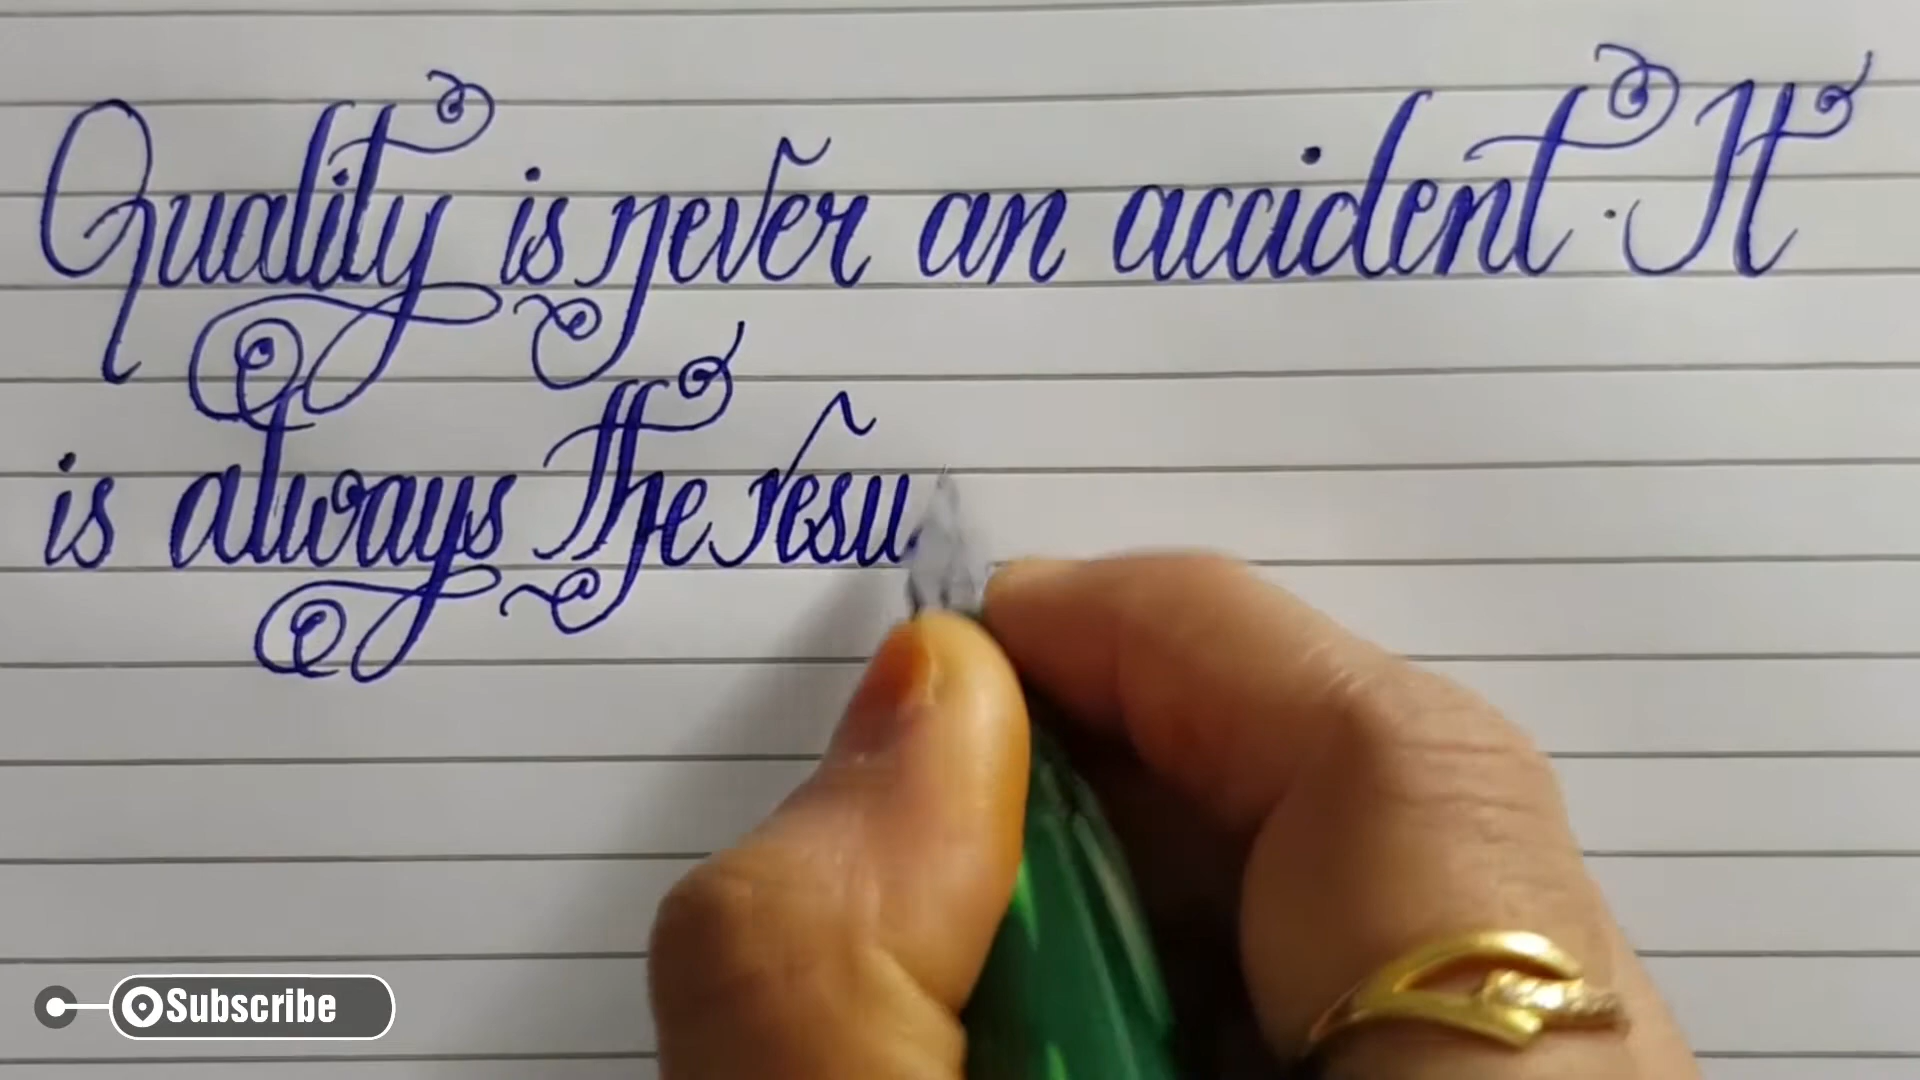 Quality is never an accident. It
is always the resu
Subscribe